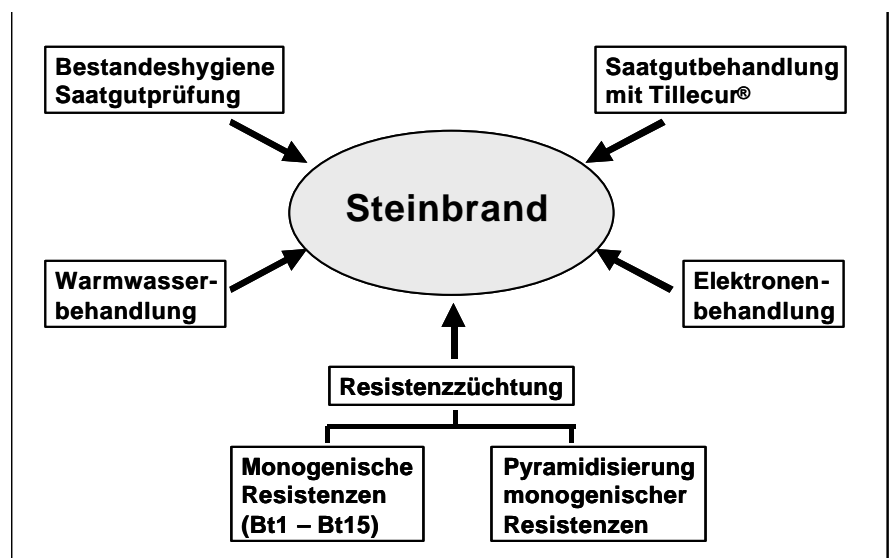 Bestandeshygiene
Saatgutprüfung
Saatgutbehandlung
mit Tillecur®
Steinbrand
Warmwasser-
behandlung
Elektronen-
behandlung
Resistenzzüchtung
Monogenische
Resistenzen
(Bt1 – Bt15)
Pyramidisierung
monogenischer
Resistenzen